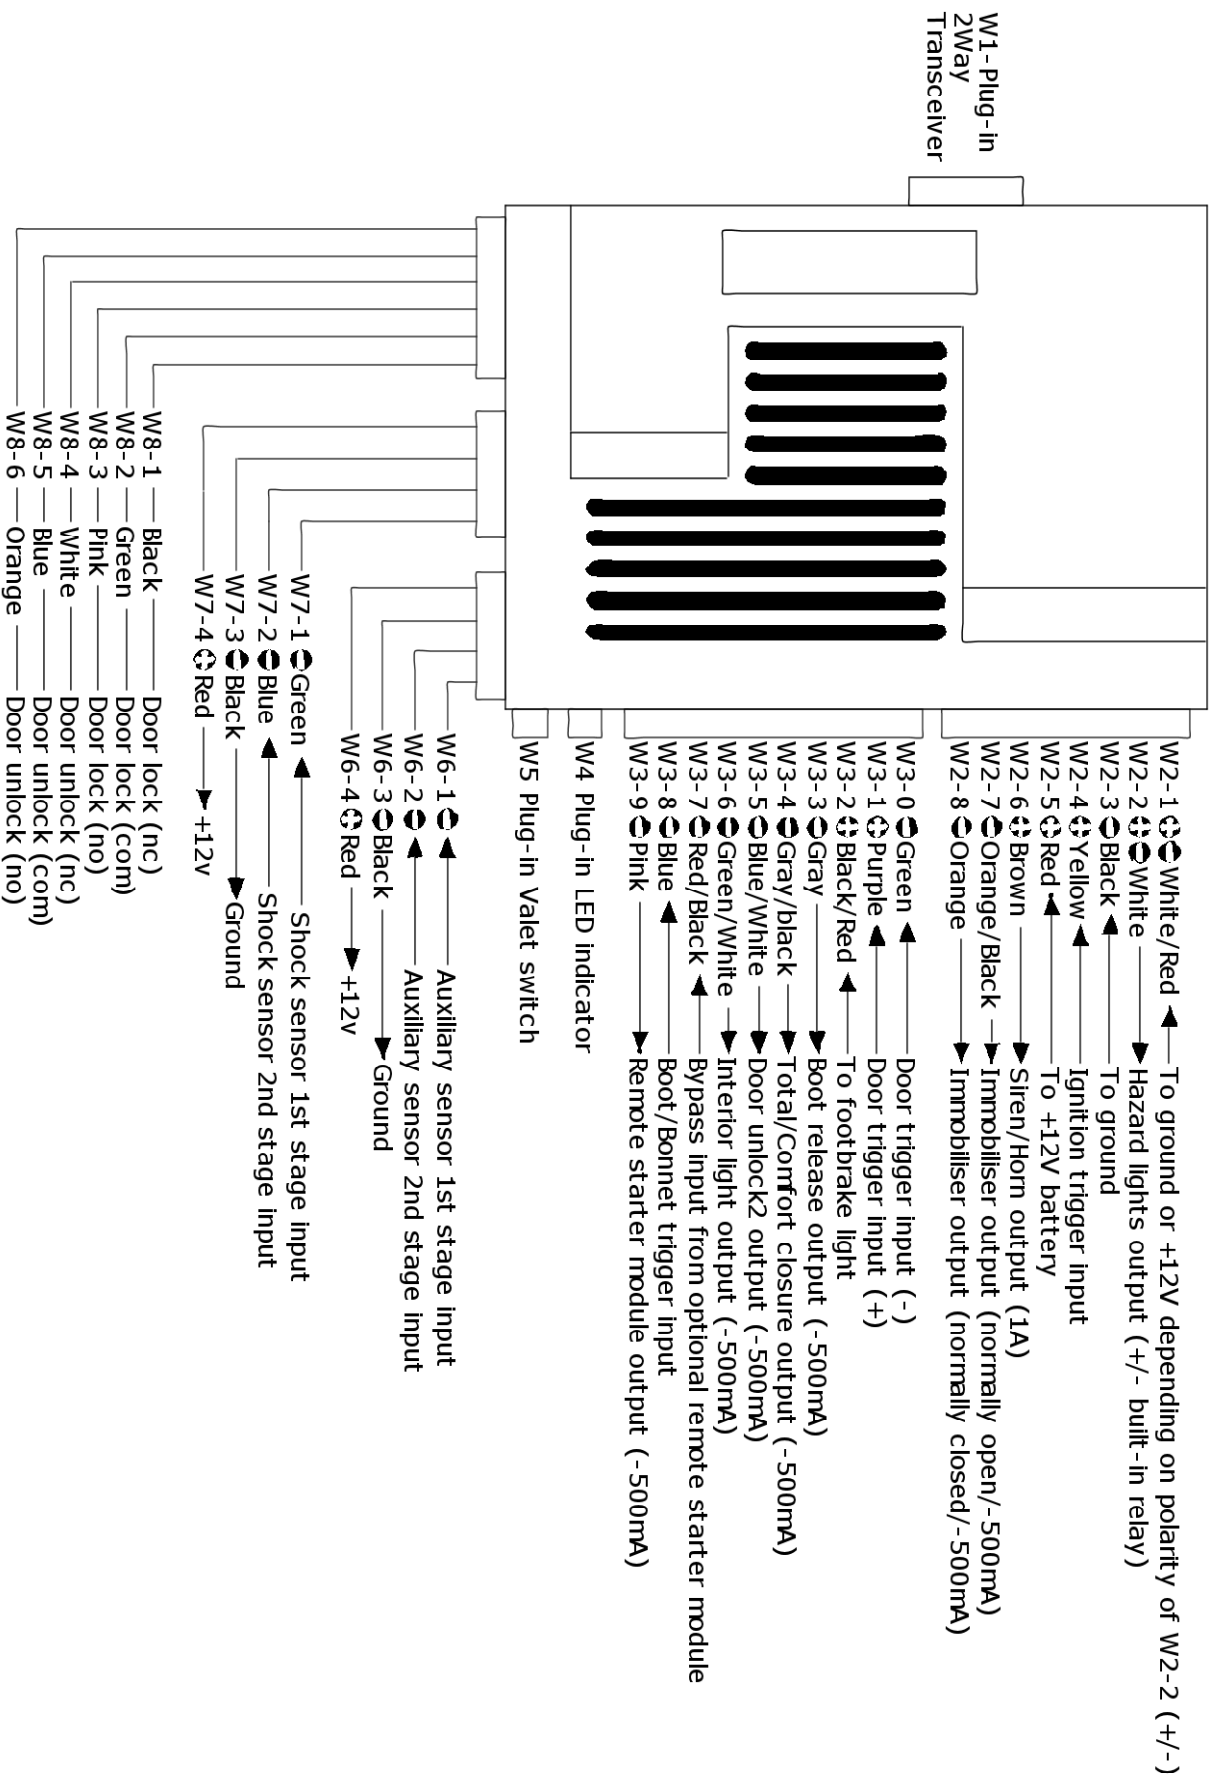 W1-Plug-in
2Way
Transceiver
W2-1 White/Red To ground or +12V depending on polarity of W2-2 (+/-)
W2-2 White Hazard lights output (+/- built-in relay)
W2-3 Black To ground
W2-4 Yellow Ignition trigger input
W2-5 Red To +12V battery
W2-6 Brown Siren/Horn output (1A)
W2-7 Orange/Black Immobiliser output (normally open/-500mA)
W2-8 Orange Immobiliser output (normally closed/-500mA)
W3-0 Green Door trigger input (-)
W3-1 Purple Door trigger input (+)
W3-2 Black/Red To footbrake light
W3-3 Gray Boot release output (-500mA)
W3-4 Gray/black Total/Comfort closure output (-500mA)
W3-5 Blue/White Door unlock2 output (-500mA)
W3-6 Green/White Interior light output (-500mA)
W3-7 Red/Black Bypass input from optional remote starter module
W3-8 Blue Boot/Bonnet trigger input
W3-9 Pink Remote starter module output (-500mA)
W4 Plug-in LED indicator
W5 Plug-in Valet switch
W6-1 Auxiliary sensor 1st stage input
W6-2 Auxiliary sensor 2nd stage input
W6-3 Black Ground
W6-4 Red +12v
W7-1 Green Shock sensor 1st stage input
W7-2 Blue Shock sensor 2nd stage input
W7-3 Black Ground
W7-4 Red +12v
W8-1 Black Door lock (nc)
W8-2 Green Door lock (com)
W8-3 Pink Door lock (no)
W8-4 White Door unlock (nc)
W8-5 Blue Door unlock (com)
W8-6 Orange Door unlock (no)